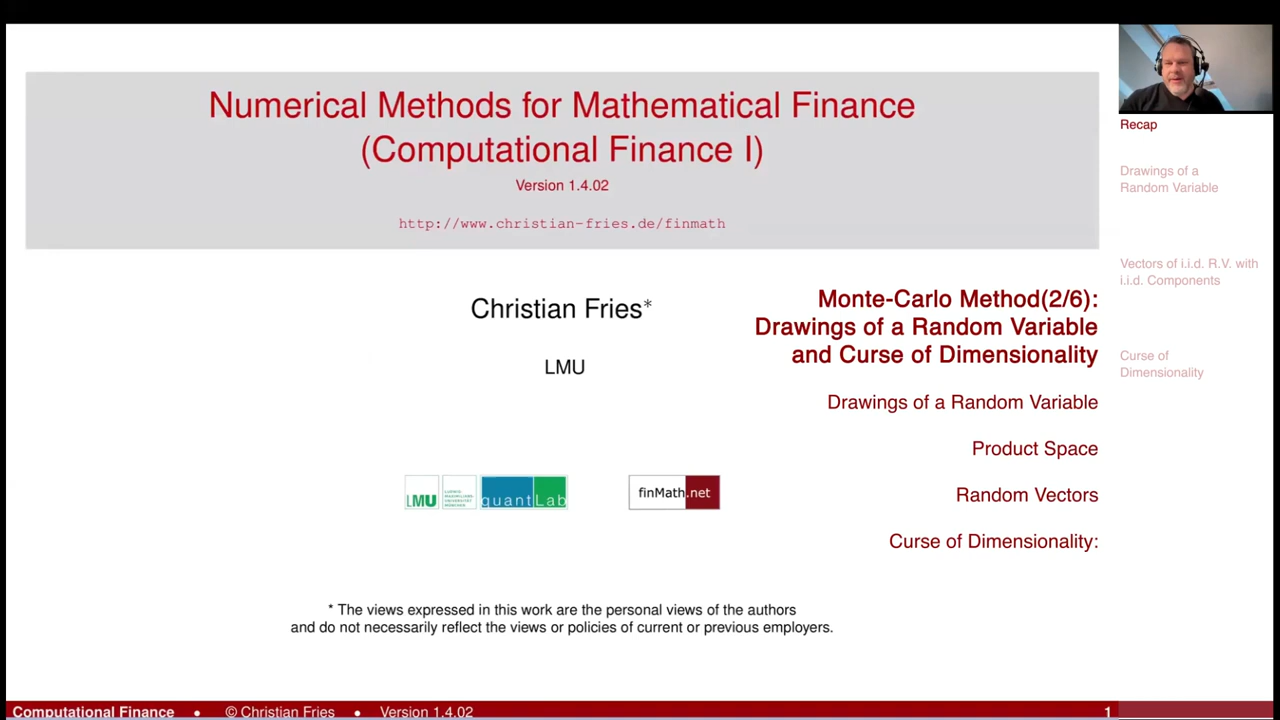 Numerical Methods for Mathematical Finance
(Computational Finance I)
Version 1.4.02
http://www.christian-fries.de/finmath
Christian Fries*
LMU
Monte-Carlo Method(2/6):
Drawings of a Random Variable
and Curse of Dimensionality
Drawings of a Random Variable
Product Space
Random Vectors
Curse of Dimensionality:
LMU
LUDWIG-
MAXIMILIANS-
UNIVERSITÄT
MÜNCHEN
quantLab
finMath.net
* The views expressed in this work are the personal views of the authors
and do not necessarily reflect the views or policies of current or previous employers.
Recap
Drawings of a
Random Variable
Vectors of i.i.d. R.V. with
i.i.d. Components
Curse of
Dimensionality
Computational Finance • © Christian Fries • Version 1.4.02 1